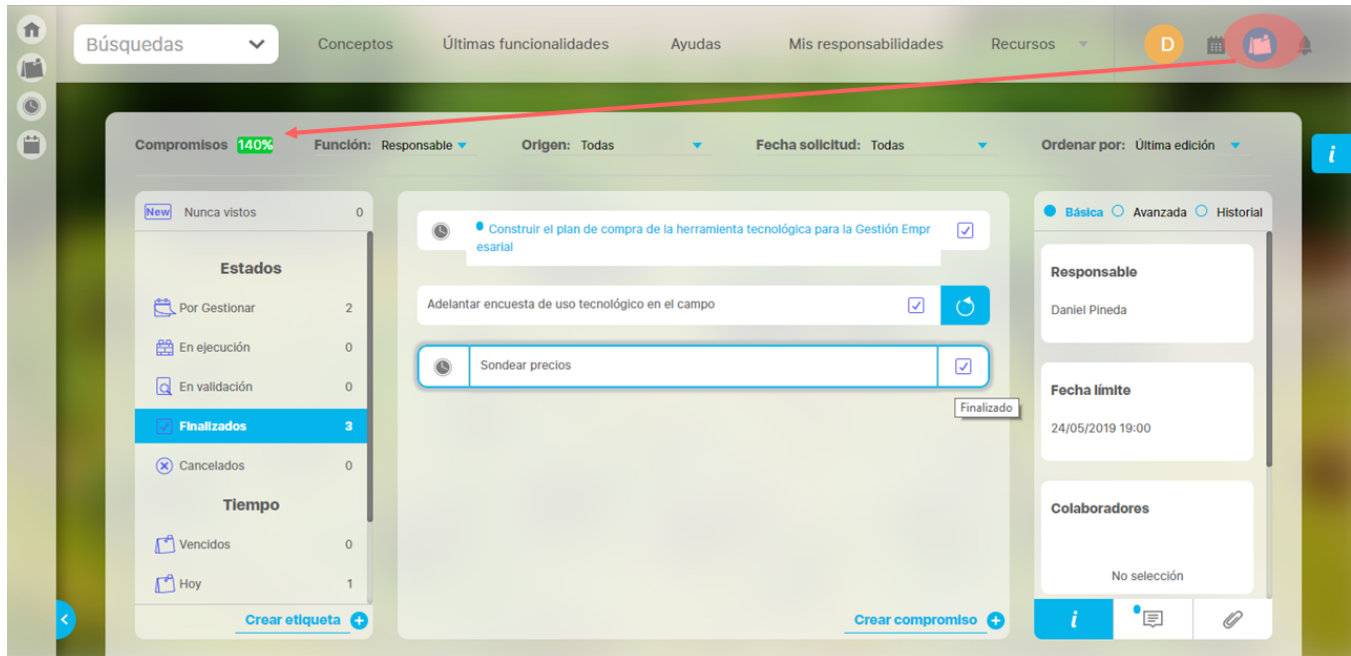 Búsquedas
Conceptos
Últimas funcionalidades
Ayudas
Mis responsabilidades
Recursos
D
Compromisos 140%
Función: Responsable
Origen: Todas
Fecha solicitud: Todas
Ordenar por: Última edición
i
New Nunca vistos 0
Estados
Por Gestionar 2
En ejecución 0
En validación 0
Finalizados 3
Cancelados 0
Tiempo
Vencidos 0
Hoy 1
Crear etiqueta
Construir el plan de compra de la herramienta tecnológica para la Gestión Empr
esarial
Adelantar encuesta de uso tecnológico en el campo
Sondear precios
Finalizado
Crear compromiso
Básica Avanzada Historial
Responsable
Daniel Pineda
Fecha límite
24/05/2019 19:00
Colaboradores
No selección
i